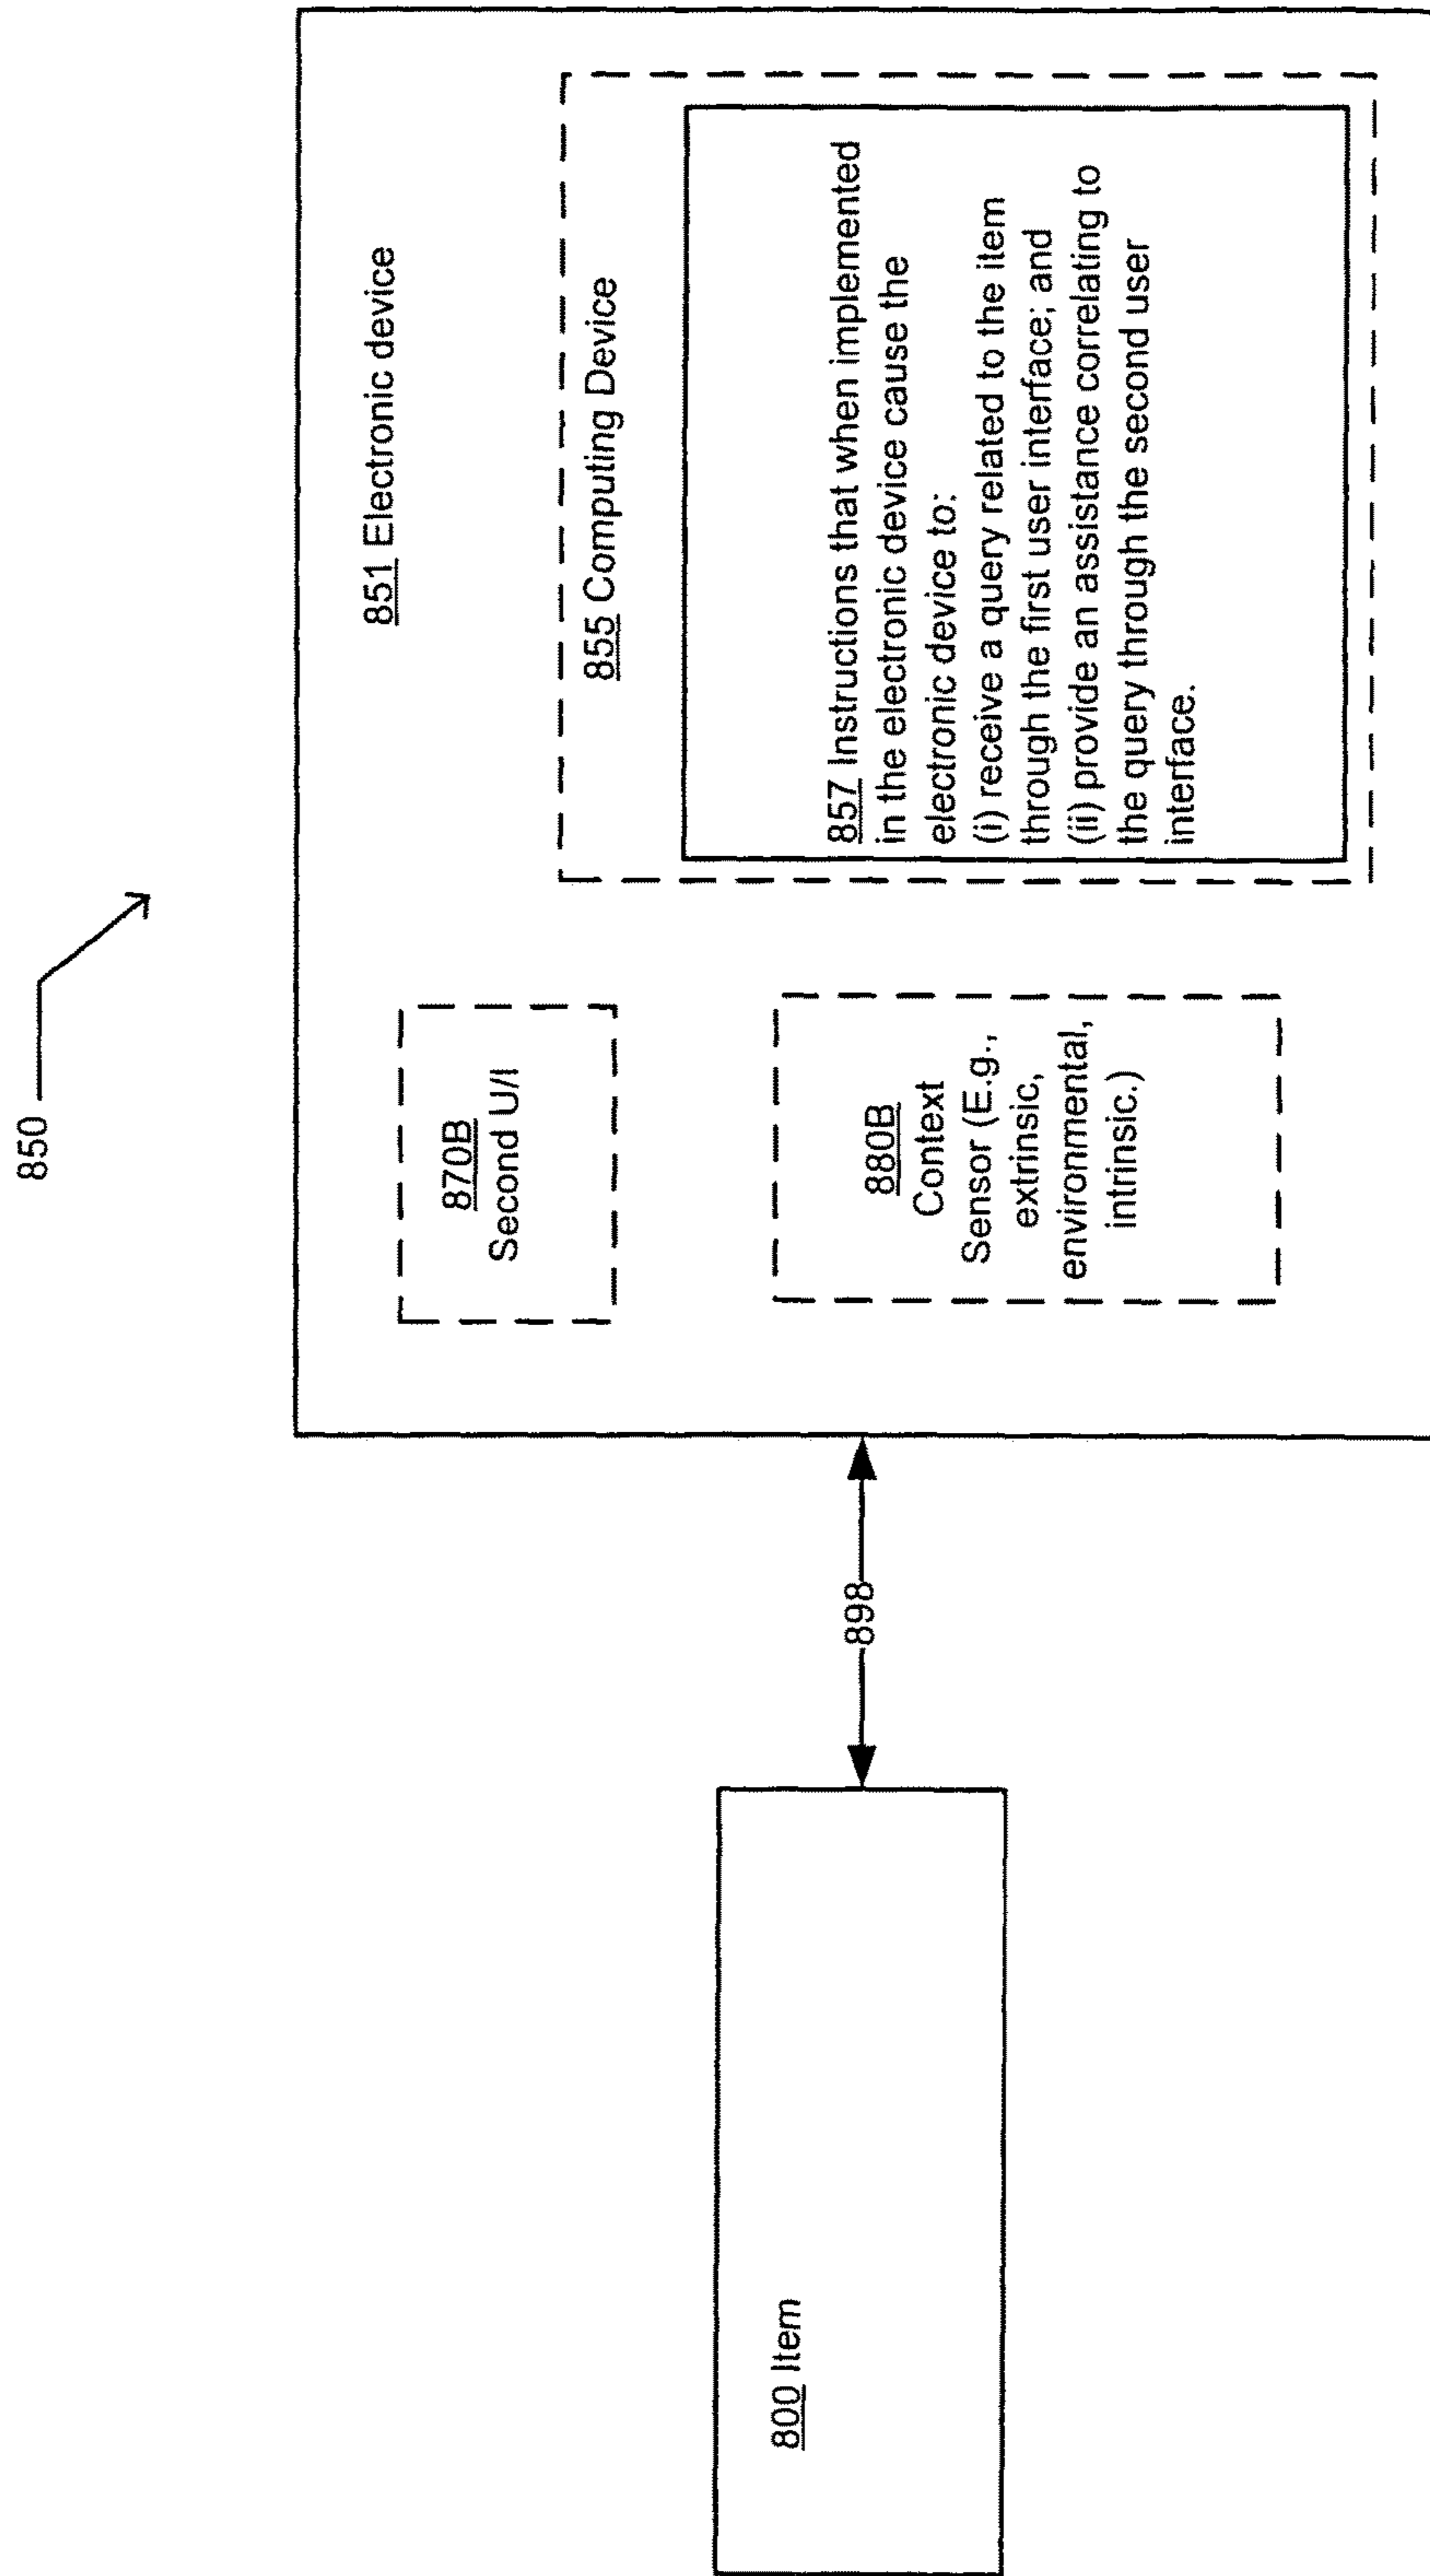 850
851 Electronic device
855 Computing Device
857 Instructions that when implemented
in the electronic device cause the
electronic device to:
(i) receive a query related to the item
through the first user interface; and
(ii) provide an assistance correlating to
the query through the second user
interface.
870B
Second U/I
880B
Context
Sensor (E.g.,
extrinsic,
environmental,
intrinsic.)
898
800 Item